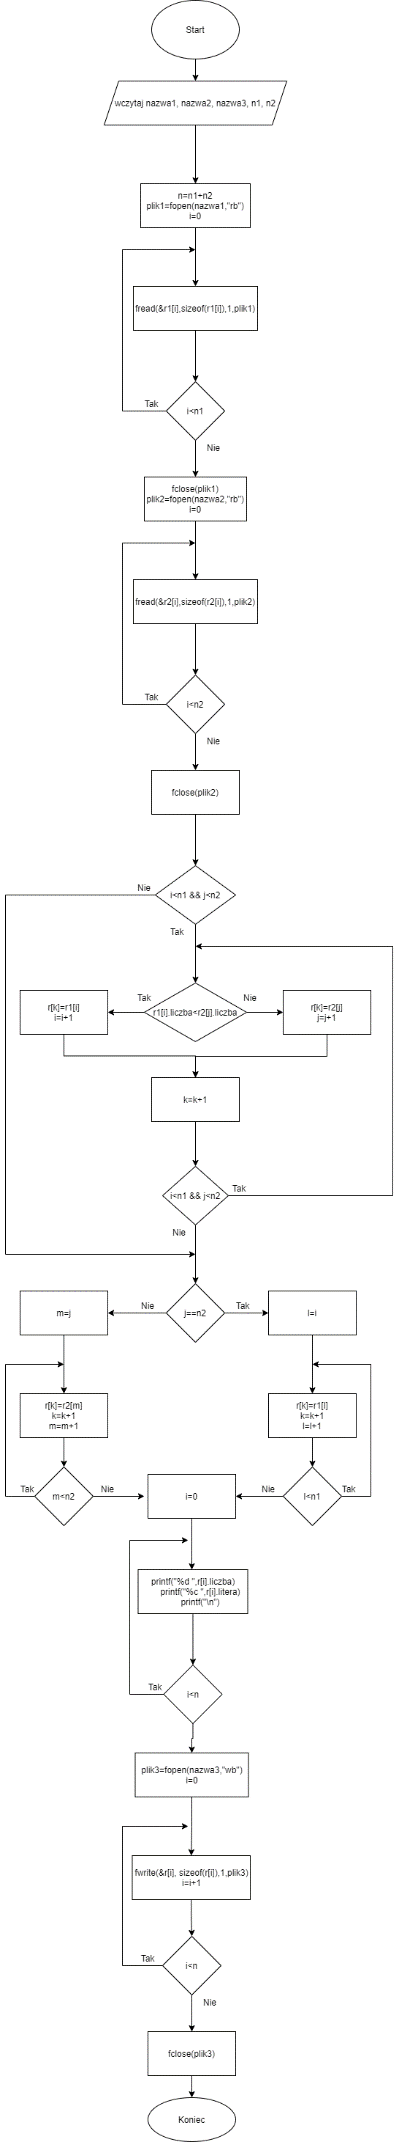 Start
wczytaj nazwa1, nazwa2, nazwa3, n1, n2
n=n1+n2
plik1=fopen(nazwa1,"rb")
i=0
fread(&r1[i],sizeof(r1[i]),1,plik1)
Tak
i<n1
Nie
fclose(plik1)
plik2=fopen(nazwa2,"rb")
i=0
fread(&r2[i],sizeof(r2[i]),1,plik2)
Tak
i<n2
Nie
fclose(plik2)
Nie
i<n1 && j<n2
Tak
r[k]=r1[i]
i=i+1
Tak
r1[i].liczba<r2[j].liczba
Nie
r[k]=r2[j]
j=j+1
k=k+1
i<n1 && j<n2
Tak
Nie
m=j
Nie
j==n2
Tak
l=i
r[k]=r2[m]
k=k+1
m=m+1
r[k]=r1[l]
k=k+1
l=l+1
Tak
m<n2
Nie
i=0
Nie
l<n1
Tak
printf("%d ",r[i].liczba)
printf("%c ",r[i].litera)
printf("\n")
Tak
i<n
plik3=fopen(nazwa3,"wb")
i=0
fwrite(&r[i], sizeof(r[i]),1,plik3)
i=i+1
Tak
i<n
Nie
fclose(plik3)
Koniec